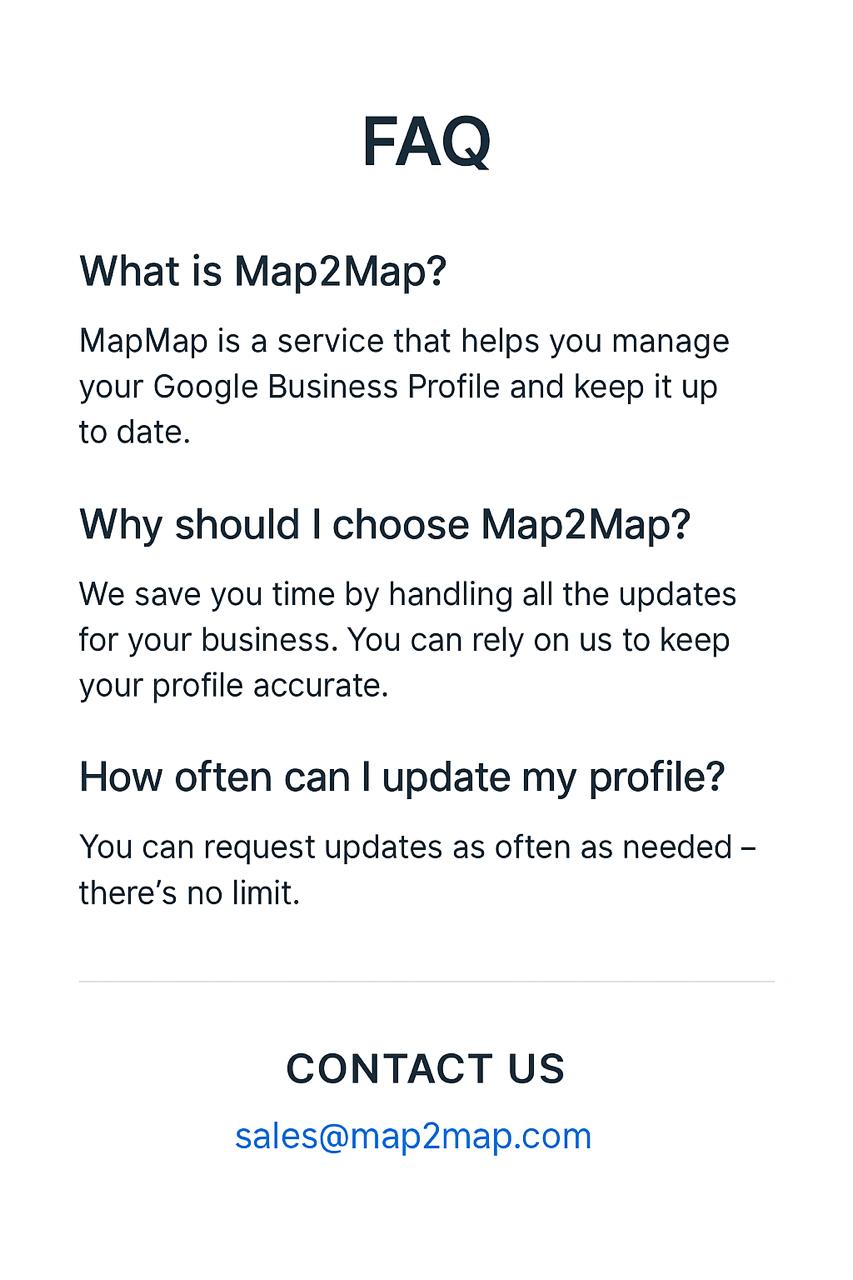 FAQ
What is Map2Map?
MapMap is a service that helps you manage
your Google Business Profile and keep it up
to date.
Why should I choose Map2Map?
We save you time by handling all the updates
for your business. You can rely on us to keep
your profile accurate.
How often can I update my profile?
You can request updates as often as needed –
there’s no limit.
CONTACT US
sales@map2map.com